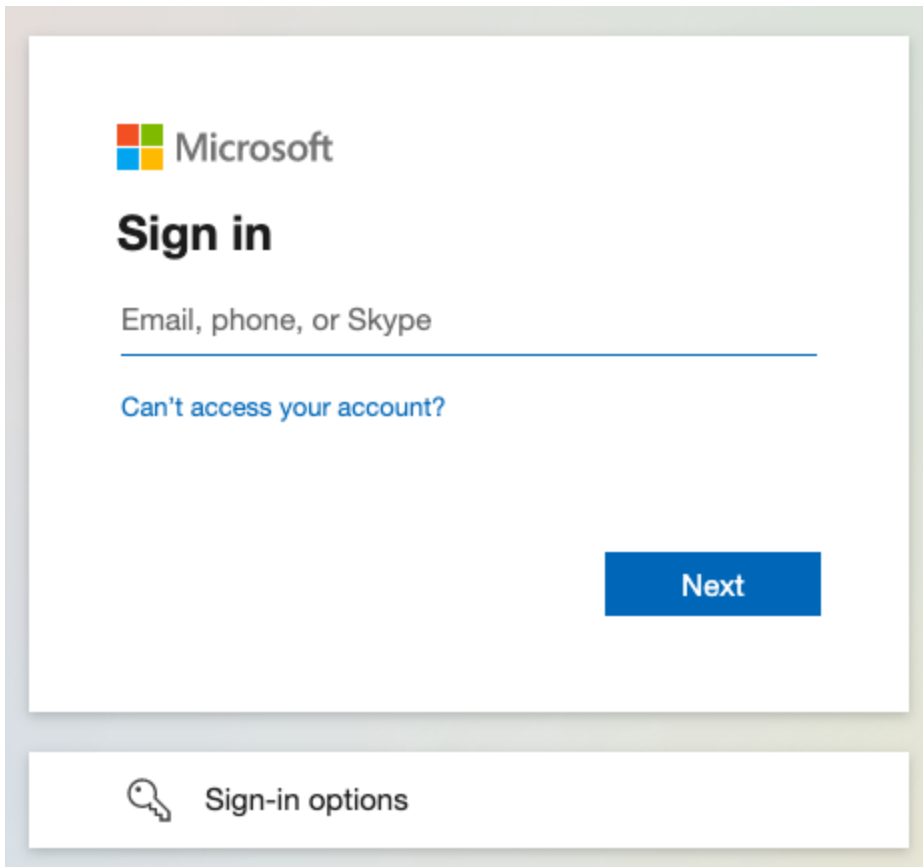 Microsoft
Sign in
Email, phone, or Skype
Can’t access your account?
Next
Sign-in options